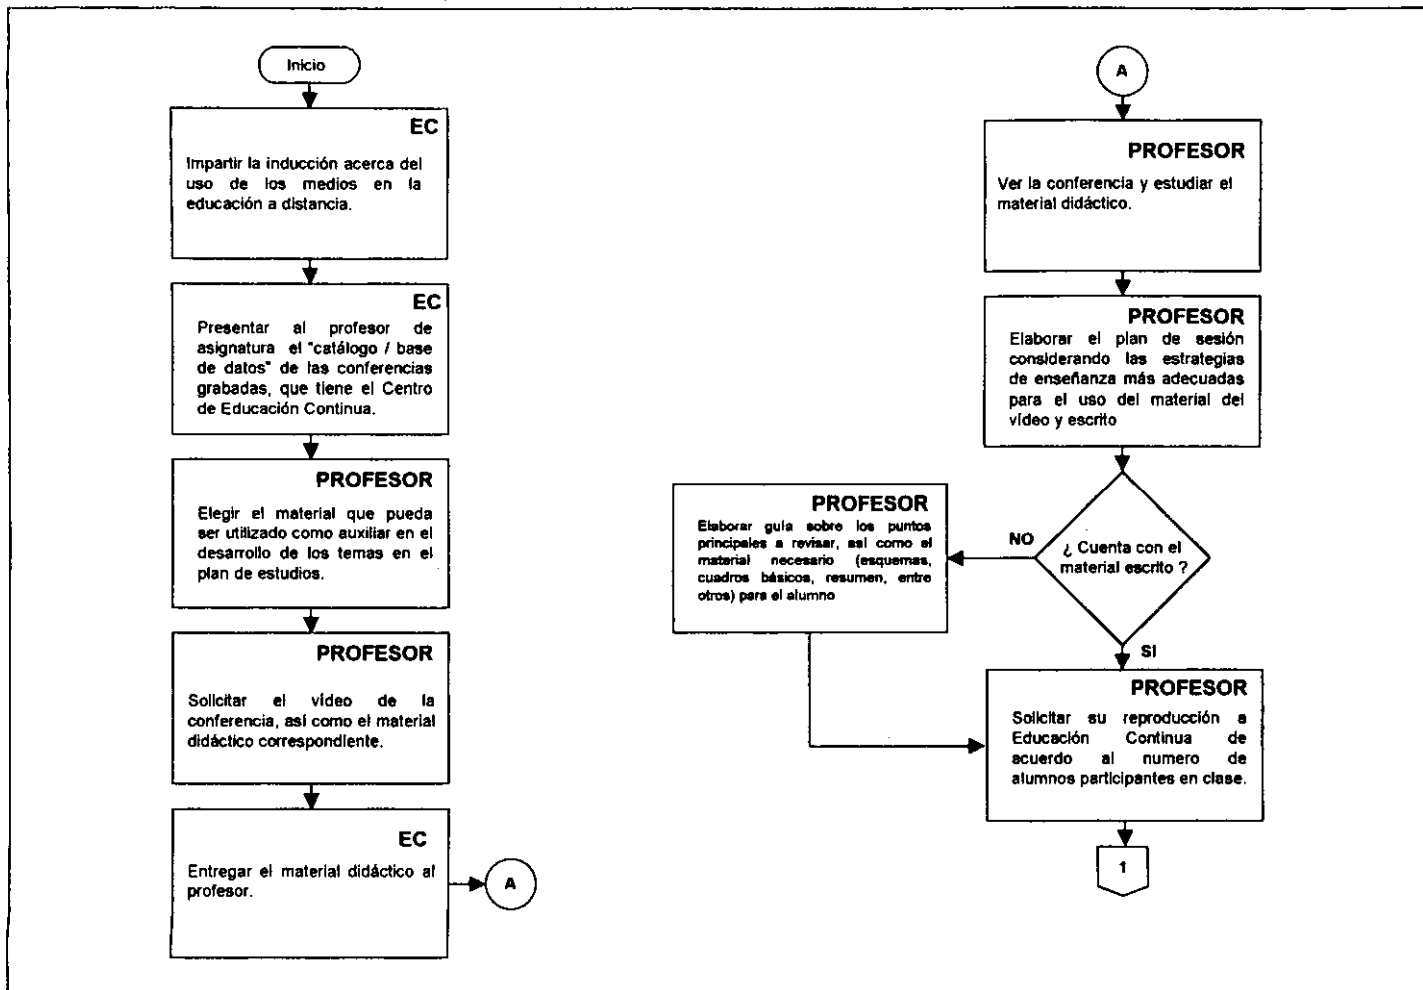 Inicio
EC
Impartir la inducción acerca del
uso de los medios en la
educación a distancia.
EC
Presentar al profesor de
asignatura el "catálogo / base
de datos" de las conferencias
grabadas, que tiene el Centro
de Educación Continua.
PROFESOR
Elegir el material que pueda
ser utilizado como auxiliar en el
desarrollo de los temas en el
plan de estudios.
PROFESOR
Solicitar el vídeo de la
conferencia, así como el material
didáctico correspondiente.
EC
Entregar el material didáctico al
profesor.
A
A
PROFESOR
Ver la conferencia y estudiar el
material didáctico.
PROFESOR
Elaborar el plan de sesión
considerando las estrategias
de enseñanza más adecuadas
para el uso del material del
vídeo y escrito
¿ Cuenta con el
material escrito ?
NO
PROFESOR
Elaborar guía sobre los puntos
principales a revisar, así como el
material necesario (esquemas,
cuadros básicos, resumen, entre
otros) para el alumno
SI
PROFESOR
Solicitar su reproducción a
Educación Continua de
acuerdo al numero de
alumnos participantes en clase.
1